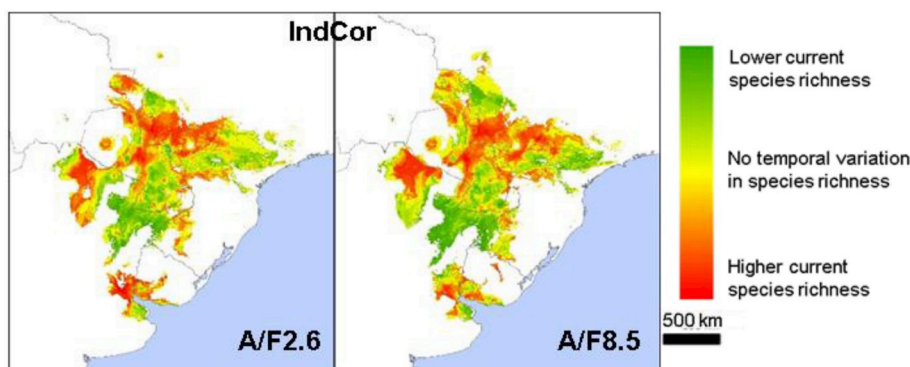 IndCor
A/F2.6
A/F8.5
Lower current
species richness
No temporal variation
in species richness
Higher current
species richness
500 km